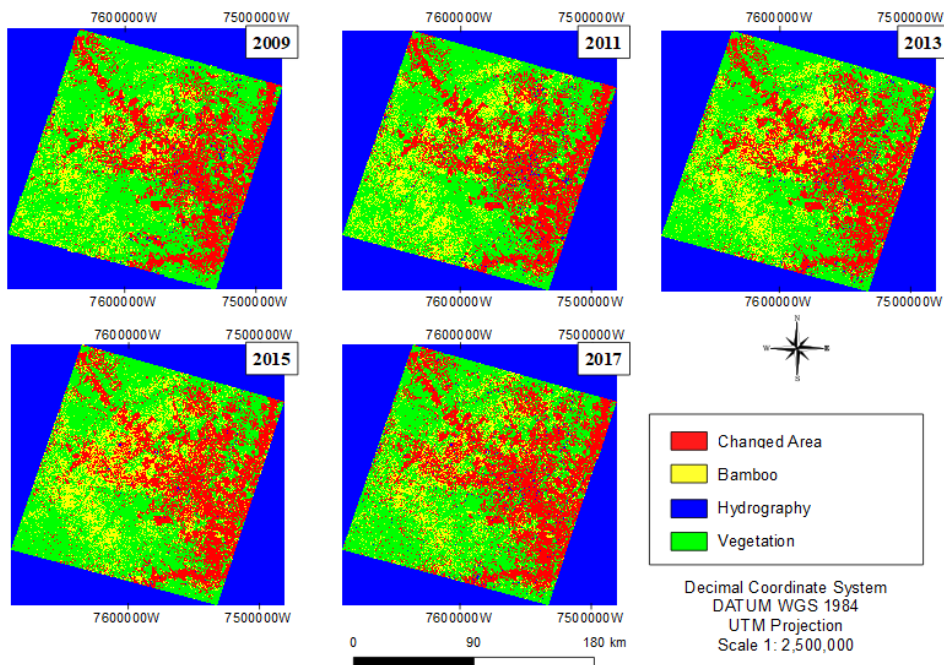 7600000W 7500000W
2009
7600000W 7500000W
2011
7600000W 7500000W
2013
7600000W 7500000W
7600000W 7500000W
7600000W 7500000W
7600000W 7500000W
2015
7600000W 7500000W
2017
N
W E
S
Changed Area
Bamboo
Hydrography
Vegetation
7600000W 7500000W
7600000W 7500000W
0 90 180 km
Decimal Coordinate System
DATUM WGS 1984
UTM Projection
Scale 1: 2,500,000